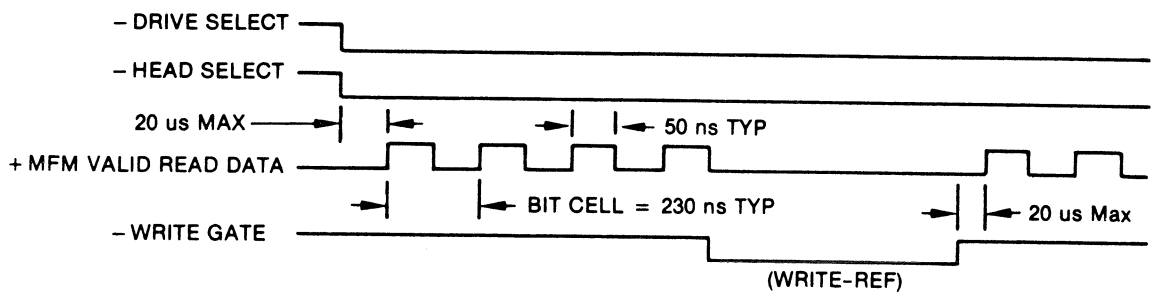 – DRIVE SELECT
– HEAD SELECT
20 us MAX
50 ns TYP
+ MFM VALID READ DATA
BIT CELL = 230 ns TYP
20 us Max
– WRITE GATE
(WRITE-REF)